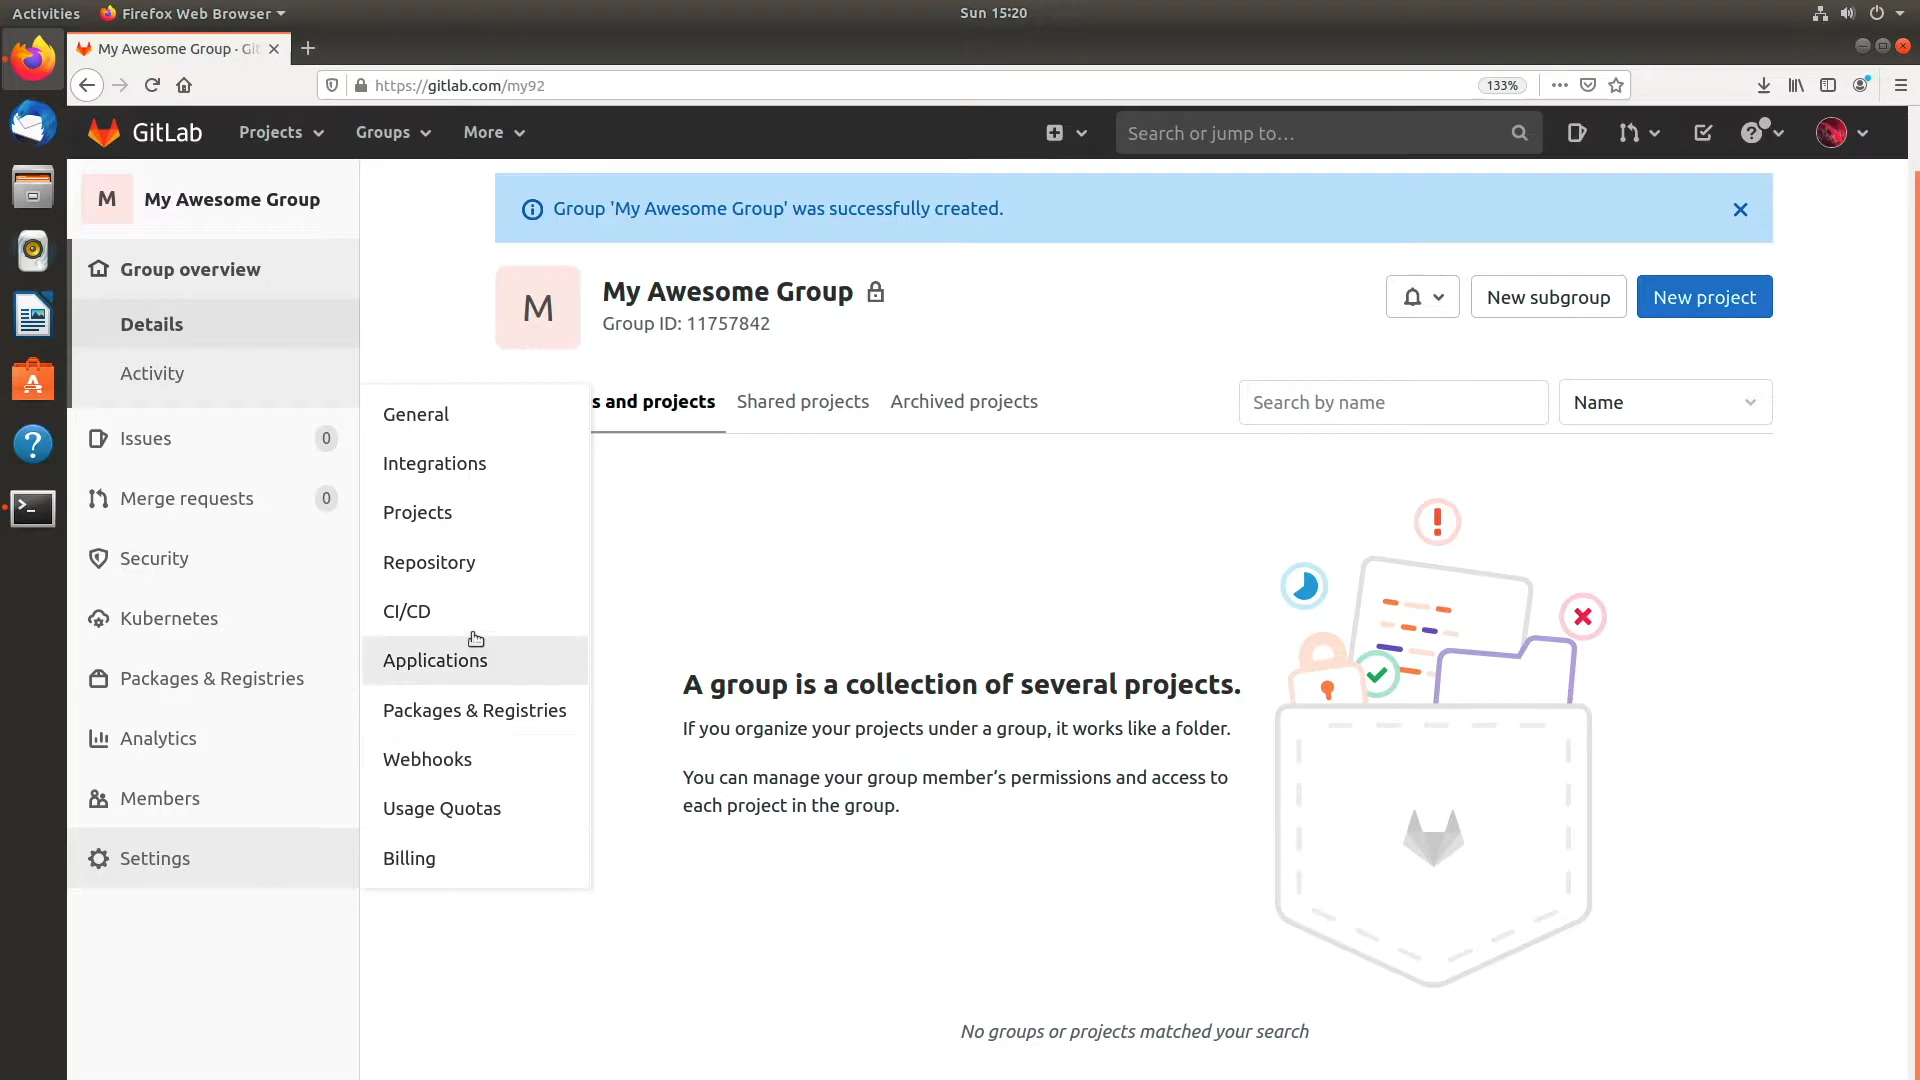 Activities Firefox Web Browser Sun 15:20
My Awesome Group · Git
https://gitlab.com/my92 133%
GitLab Projects Groups More Search or jump to…
M My Awesome Group
Group overview
Details
Activity
Issues 0
Merge requests 0
Security
Kubernetes
Packages & Registries
Analytics
Members
Settings
General
Integrations
Projects
Repository
CI/CD
Applications
Packages & Registries
Webhooks
Usage Quotas
Billing
Group 'My Awesome Group' was successfully created.
M My Awesome Group
Group ID: 11757842
New subgroup New project
s and projects Shared projects Archived projects Search by name Name
A group is a collection of several projects.
If you organize your projects under a group, it works like a folder.
You can manage your group member’s permissions and access to
each project in the group.
No groups or projects matched your search